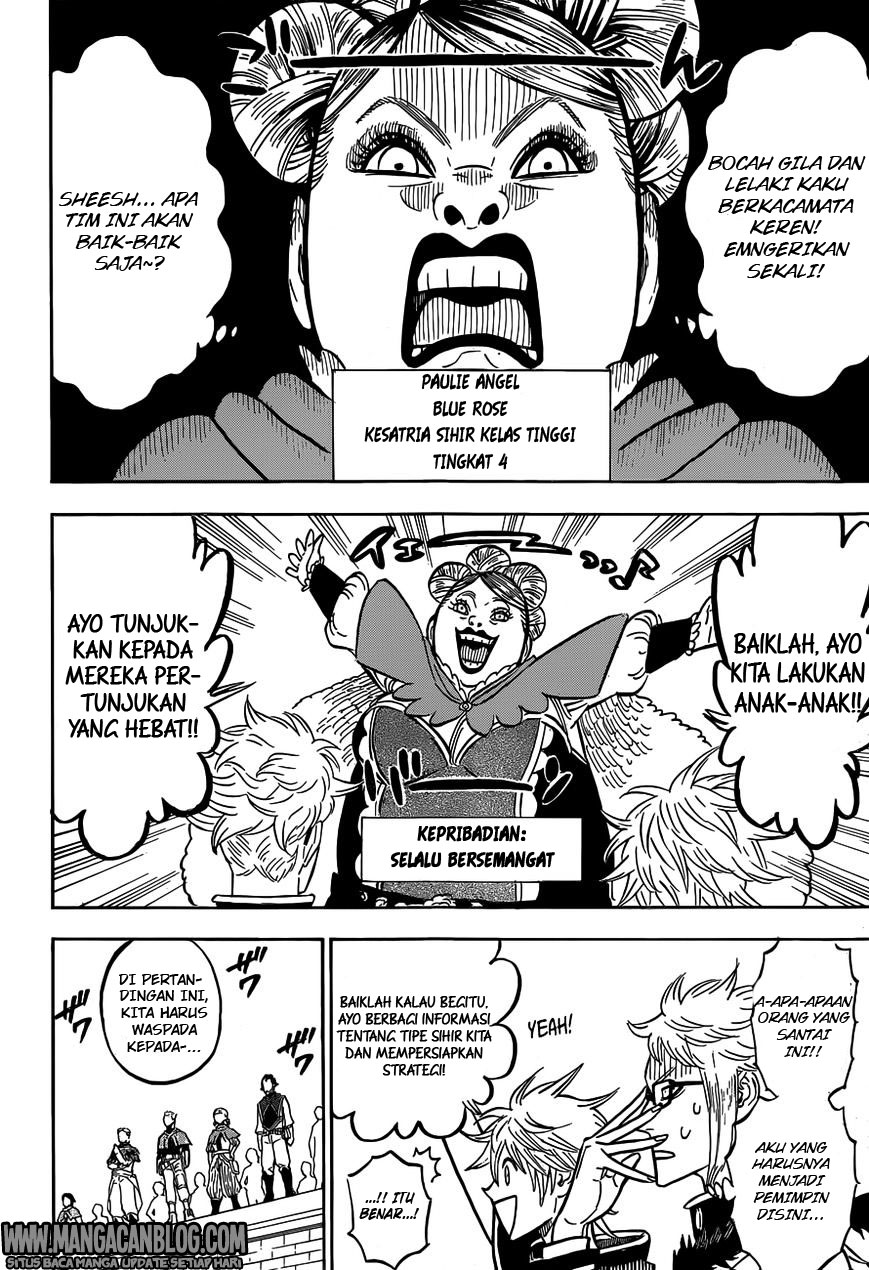 BOCAH GILA DAN
LELAKI KAKU
BERKACAMATA
KEREN!
EMNGERIKAN
SEKALI!
SHEESH... APA
TIM INI AKAN
BAIK-BAIK
SAJA~?
PAULIE ANGEL
BLUE ROSE
KESATRIA SIHIR KELAS TINGGI
TINGKAT 4
BAIKLAH, AYO
KITA LAKUKAN
ANAK-ANAK!!
AYO TUNJUK-
KAN KEPADA
MEREKA PER-
TUNJUKAN
YANG HEBAT!!
KEPRIBADIAN:
SELALU BERSEMANGAT
A-APA-APAAN
ORANG YANG
SANTAI
INI!!
YEAH!
BAIKLAH KALAU BEGITU,
AYO BERBAGI INFORMASI
TENTANG TIPE SIHIR KITA
DAN MEMPERSIAPKAN
STRATEGI!
AKU YANG
HARUSNYA
MENJADI
PEMIMPIN
DISINI...
...!! ITU
BENAR...!
ザッ
ザッ
DI PERTAN-
DINGAN INI,
KITA HARUS
WASPADA
KEPADA-...
WWW.MANGACANBLOG.COM
SITUS BACA MANGA UPDATE SETIAP HARI